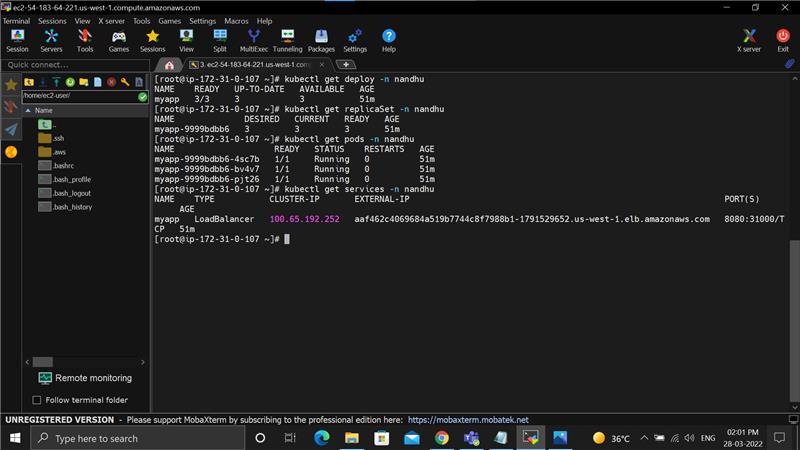 ec2-54-183-64-221.us-west-1.compute.amazonaws.com
Terminal Sessions View X server Tools Games Settings Macros Help
Session Servers Tools Games Sessions View Split MultiExec Tunneling Packages Settings Help X server Exit
Quick connect...
3. ec2-54-183-64-221.us-west-1.comp
/home/ec2-user/
Name
..
.ssh
.aws
.bashrc
.bash_profile
.bash_logout
.bash_history
Remote monitoring
Follow terminal folder
[root@ip-172-31-0-107 ~]# kubectl get deploy -n nandhu
NAME READY UP-TO-DATE AVAILABLE AGE
myapp 3/3 3 3 51m
[root@ip-172-31-0-107 ~]# kubectl get replicaSet -n nandhu
NAME DESIRED CURRENT READY AGE
myapp-9999bdbb6 3 3 3 51m
[root@ip-172-31-0-107 ~]# kubectl get pods -n nandhu
NAME READY STATUS RESTARTS AGE
myapp-9999bdbb6-4sc7b 1/1 Running 0 51m
myapp-9999bdbb6-bv4v7 1/1 Running 0 51m
myapp-9999bdbb6-pjt26 1/1 Running 0 51m
[root@ip-172-31-0-107 ~]# kubectl get services -n nandhu
NAME TYPE CLUSTER-IP EXTERNAL-IP PORT(S)
AGE
myapp LoadBalancer 100.65.192.252 aaf462c4069684a519b7744c8f7988b1-1791529652.us-west-1.elb.amazonaws.com 8080:31000/T
CP 51m
[root@ip-172-31-0-107 ~]#
UNREGISTERED VERSION - Please support MobaXterm by subscribing to the professional edition here: https://mobaxterm.mobatek.net
Type here to search
36°C
ENG
02:01 PM
28-03-2022